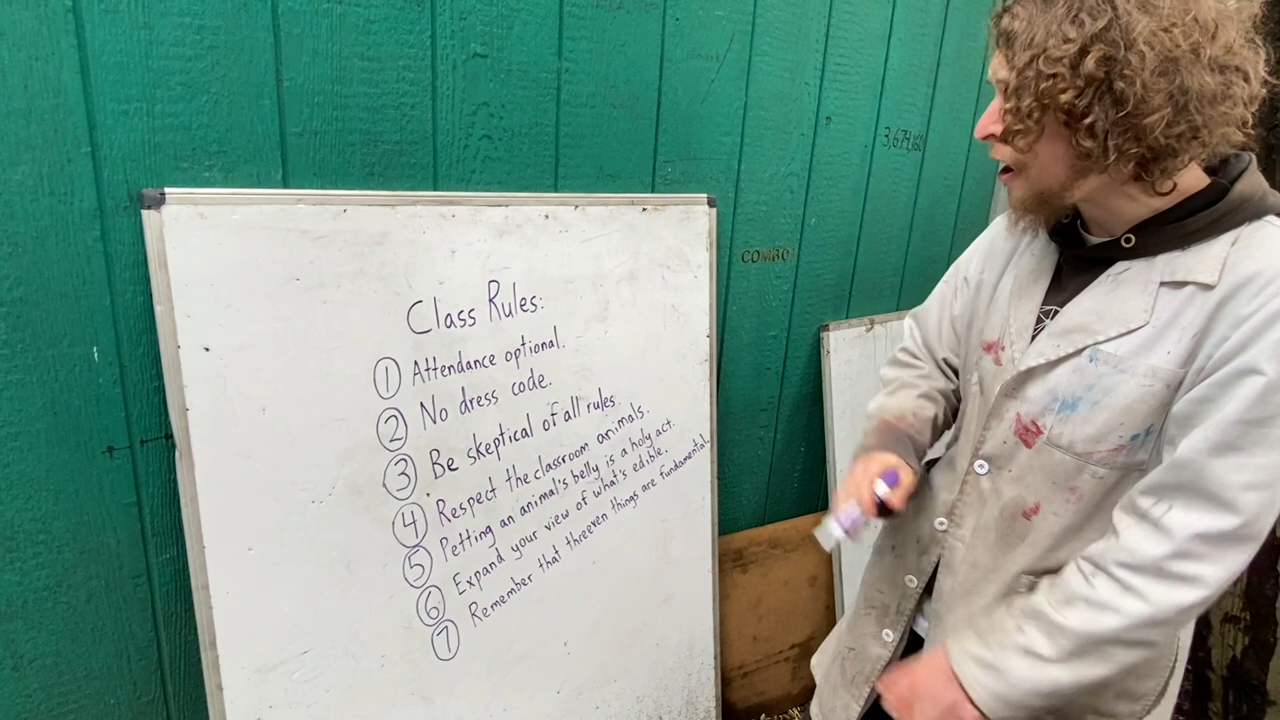 3,674,160
COMBO!
Class Rules:
1 Attendance optional.
2 No dress code.
3 Be skeptical of all rules.
4 Respect the classroom animals.
5 Petting an animal's belly is a holy act.
6 Expand your view of what's edible.
7 Remember that threeven things are fundamental.